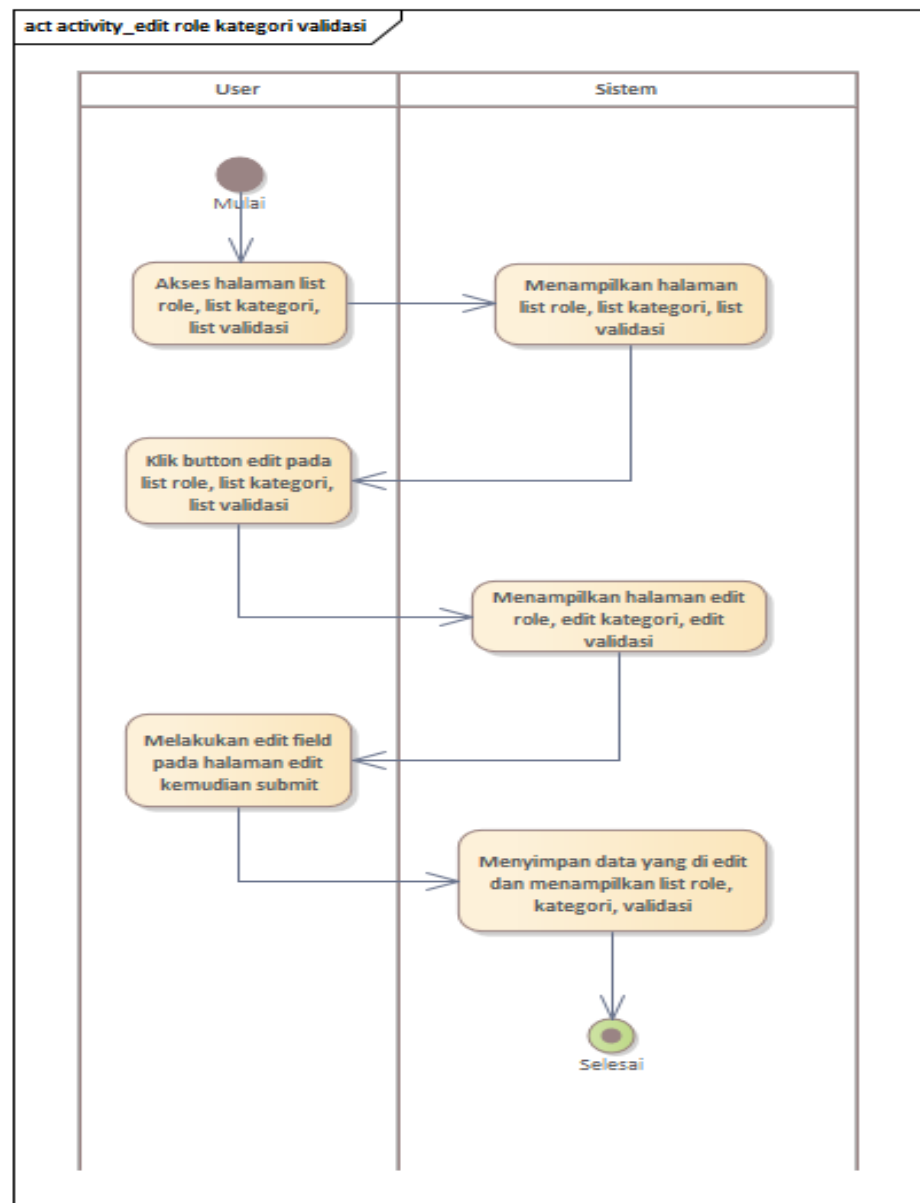 act activity_edit role kategori validasi
User
Sistem
Mulai
Akses halaman list
role, list kategori,
list validasi
Menampilkan halaman
list role, list kategori, list
validasi
Klik button edit pada
list role, list kategori,
list validasi
Menampilkan halaman edit
role, edit kategori, edit
validasi
Melakukan edit field
pada halaman edit
kemudian submit
Menyimpan data yang di edit
dan menampilkan list role,
kategori, validasi
Selesai